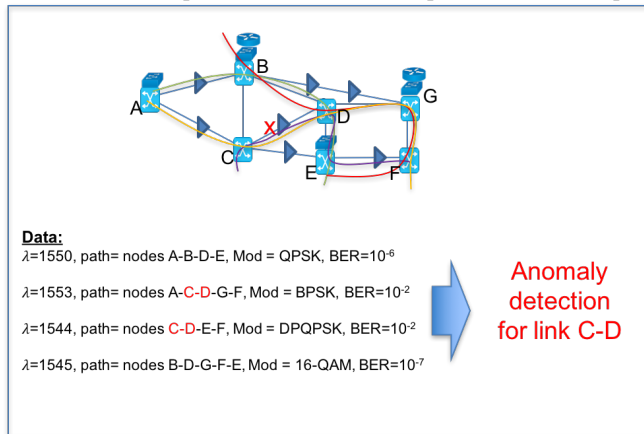 B
G
A
X
D
C
E
F
Data:
λ=1550, path= nodes A-B-D-E, Mod = QPSK, BER=10⁻⁶
λ=1553, path= nodes A-C-D-G-F, Mod = BPSK, BER=10⁻²
λ=1544, path= nodes C-D-E-F, Mod = DPQPSK, BER=10⁻²
λ=1545, path= nodes B-D-G-F-E, Mod = 16-QAM, BER=10⁻⁷
Anomaly
detection
for link C-D